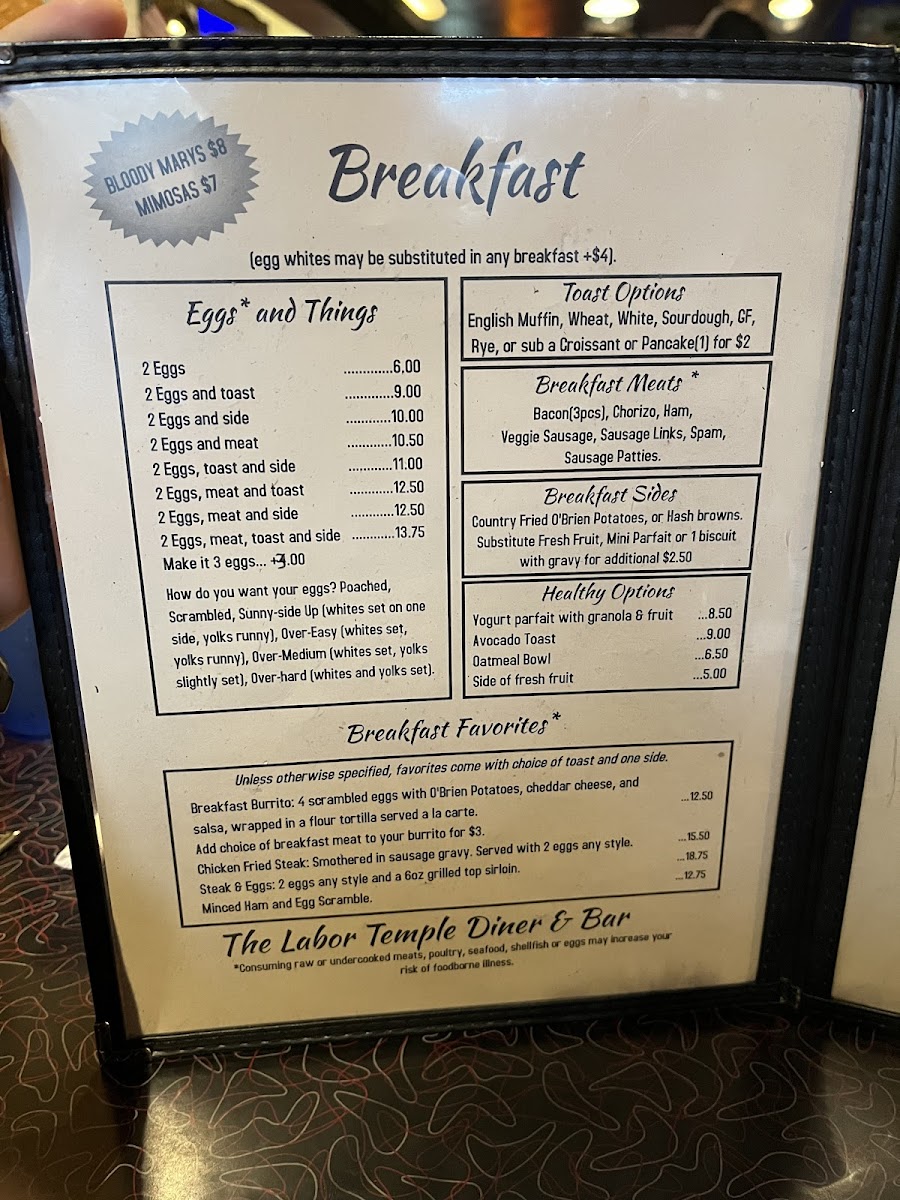 BLOODY MARYS $8
MIMOSAS $7
Breakfast
(egg whites may be substituted in any breakfast +$4).
Eggs* and Things
2 Eggs .............6.00
2 Eggs and toast .............9.00
2 Eggs and side ............10.00
2 Eggs and meat ............10.50
2 Eggs, toast and side ............11.00
2 Eggs, meat and toast ............12.50
2 Eggs, meat and side ............12.50
2 Eggs, meat, toast and side ...........13.75
Make it 3 eggs... +3.00
How do you want your eggs? Poached,
Scrambled, Sunny-side Up (whites set on one
side, yolks runny), Over-Easy (whites set,
yolks runny), Over-Medium (whites set, yolks
slightly set), Over-hard (whites and yolks set).
Toast Options
English Muffin, Wheat, White, Sourdough, GF,
Rye, or sub a Croissant or Pancake(1) for $2
Breakfast Meats *
Bacon(3pcs), Chorizo, Ham,
Veggie Sausage, Sausage Links, Spam,
Sausage Patties.
Breakfast Sides
Country Fried O'Brien Potatoes, or Hash browns.
Substitute Fresh Fruit, Mini Parfait or 1 biscuit
with gravy for additional $2.50
Healthy Options
Yogurt parfait with granola & fruit ...8.50
Avocado Toast ...9.00
Oatmeal Bowl ...6.50
Side of fresh fruit ...5.00
Breakfast Favorites*
Unless otherwise specified, favorites come with choice of toast and one side.
Breakfast Burrito: 4 scrambled eggs with O'Brien Potatoes, cheddar cheese, and
salsa, wrapped in a flour tortilla served a la carte. ...12.50
Add choice of breakfast meat to your burrito for $3.
Chicken Fried Steak: Smothered in sausage gravy. Served with 2 eggs any style. ...15.50
Steak & Eggs: 2 eggs any style and a 6oz grilled top sirloin. ...18.75
Minced Ham and Egg Scramble. ...12.75
The Labor Temple Diner & Bar
*Consuming raw or undercooked meats, poultry, seafood, shellfish or eggs may increase your
risk of foodborne illness.